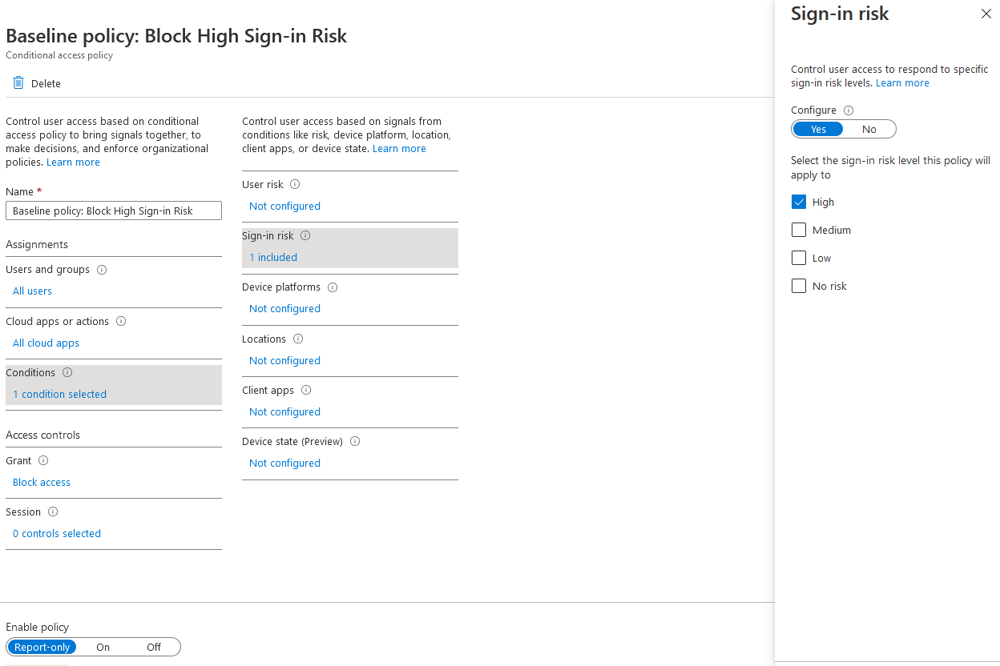 Baseline policy: Block High Sign-in Risk
Conditional access policy
Delete
Control user access based on conditional
access policy to bring signals together, to
make decisions, and enforce organizational
policies. Learn more
Name *
Baseline policy: Block High Sign-in Risk
Assignments
Users and groups
All users
Cloud apps or actions
All cloud apps
Conditions
1 condition selected
Access controls
Grant
Block access
Session
0 controls selected
Enable policy
Report-only On Off
Control user access based on signals from
conditions like risk, device platform, location,
client apps, or device state. Learn more
User risk
Not configured
Sign-in risk
1 included
Device platforms
Not configured
Locations
Not configured
Client apps
Not configured
Device state (Preview)
Not configured
Sign-in risk
Control user access to respond to specific
sign-in risk levels. Learn more
Configure
Yes No
Select the sign-in risk level this policy will
apply to
High
Medium
Low
No risk